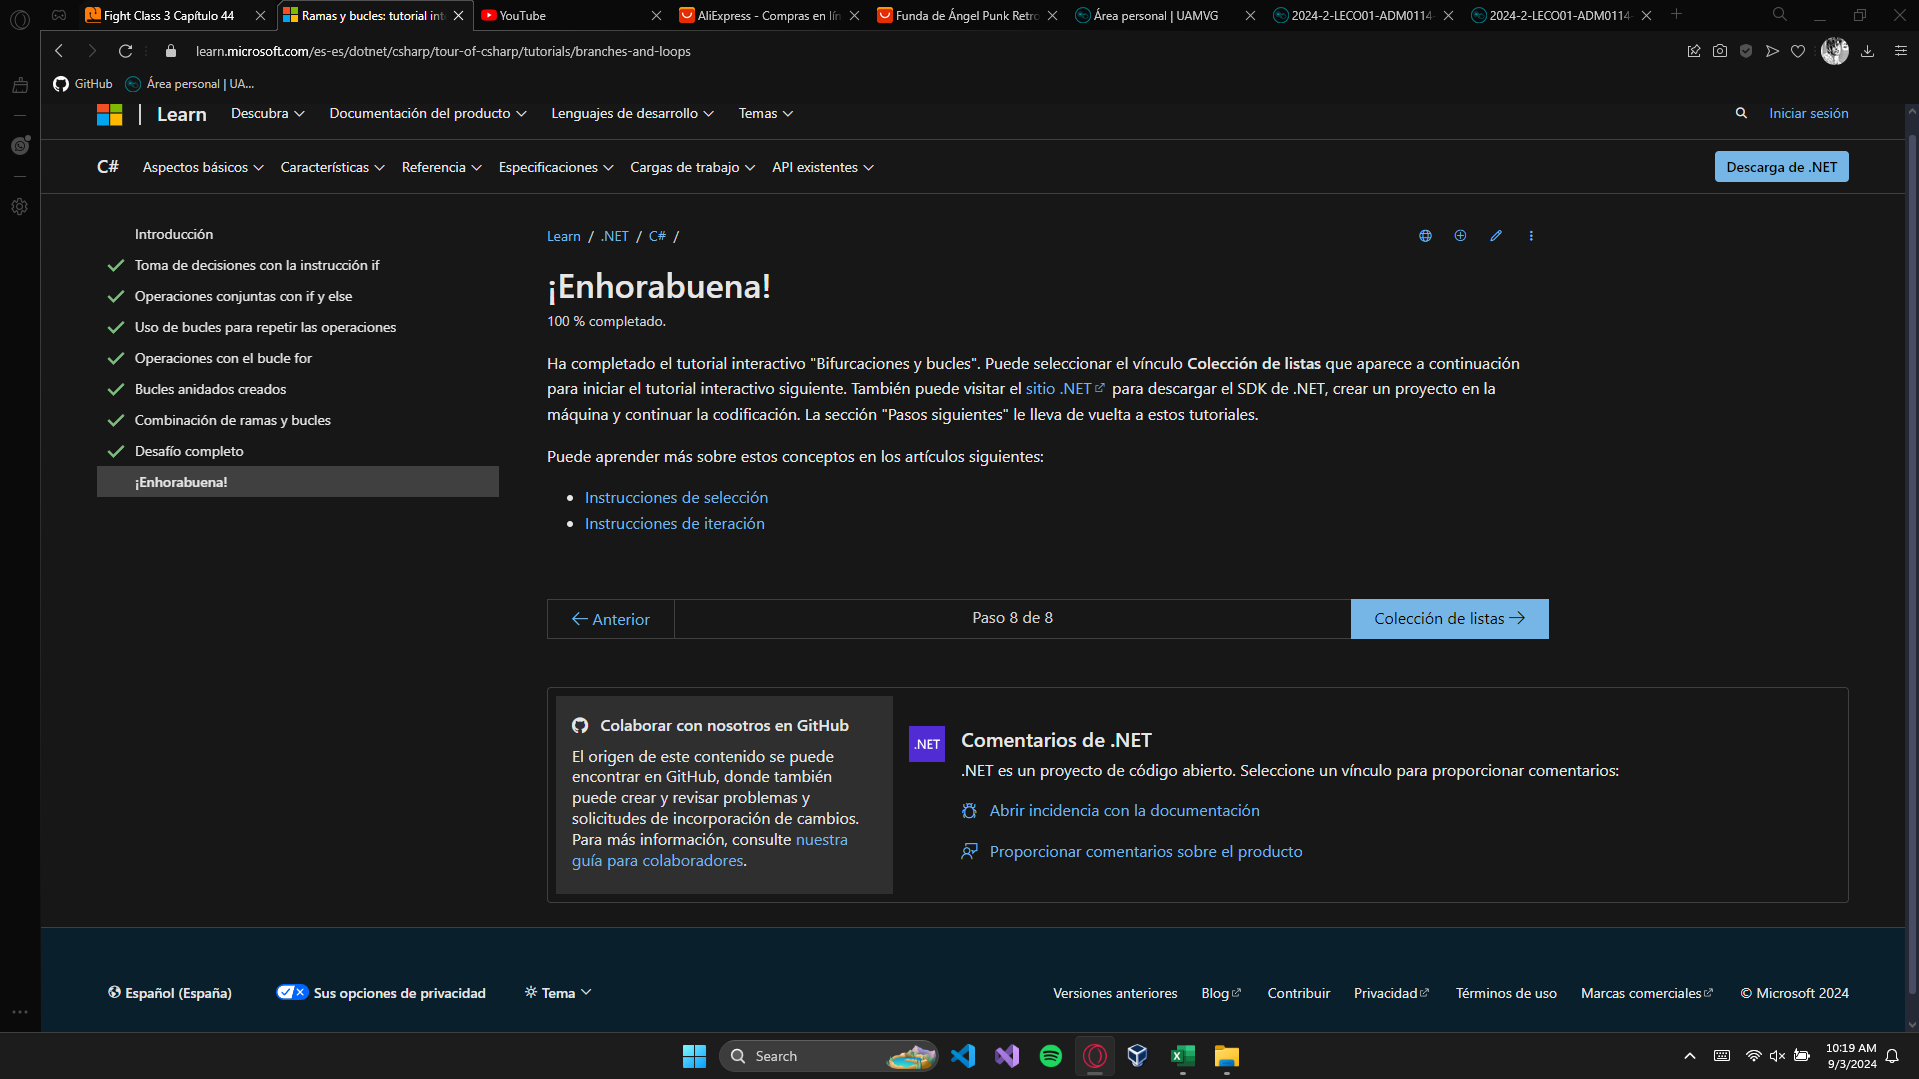 Fight Class 3 Capítulo 44
Ramas y bucles: tutorial int
YouTube
AliExpress - Compras en lín
Funda de Ángel Punk Retro
Área personal | UAMVG
2024-2-LECO01-ADM0114-
2024-2-LECO01-ADM0114-
learn.microsoft.com/es-es/dotnet/csharp/tour-of-csharp/tutorials/branches-and-loops
GitHub
Área personal | UA...
Learn
Descubra
Documentación del producto
Lenguajes de desarrollo
Temas
Iniciar sesión
C#
Aspectos básicos
Características
Referencia
Especificaciones
Cargas de trabajo
API existentes
Descarga de .NET
Introducción
Toma de decisiones con la instrucción if
Operaciones conjuntas con if y else
Uso de bucles para repetir las operaciones
Operaciones con el bucle for
Bucles anidados creados
Combinación de ramas y bucles
Desafío completo
¡Enhorabuena!
Learn / .NET / C# /
¡Enhorabuena!
100 % completado.
Ha completado el tutorial interactivo "Bifurcaciones y bucles". Puede seleccionar el vínculo Colección de listas que aparece a continuación
para iniciar el tutorial interactivo siguiente. También puede visitar el sitio .NET para descargar el SDK de .NET, crear un proyecto en la
máquina y continuar la codificación. La sección "Pasos siguientes" le lleva de vuelta a estos tutoriales.
Puede aprender más sobre estos conceptos en los artículos siguientes:
• Instrucciones de selección
• Instrucciones de iteración
Anterior
Paso 8 de 8
Colección de listas
Colaborar con nosotros en GitHub
El origen de este contenido se puede
encontrar en GitHub, donde también
puede crear y revisar problemas y
solicitudes de incorporación de cambios.
Para más información, consulte nuestra
guía para colaboradores.
.NET
Comentarios de .NET
.NET es un proyecto de código abierto. Seleccione un vínculo para proporcionar comentarios:
Abrir incidencia con la documentación
Proporcionar comentarios sobre el producto
Español (España)
Sus opciones de privacidad
Tema
Versiones anteriores
Blog
Contribuir
Privacidad
Términos de uso
Marcas comerciales
© Microsoft 2024
Search
10:19 AM
9/3/2024